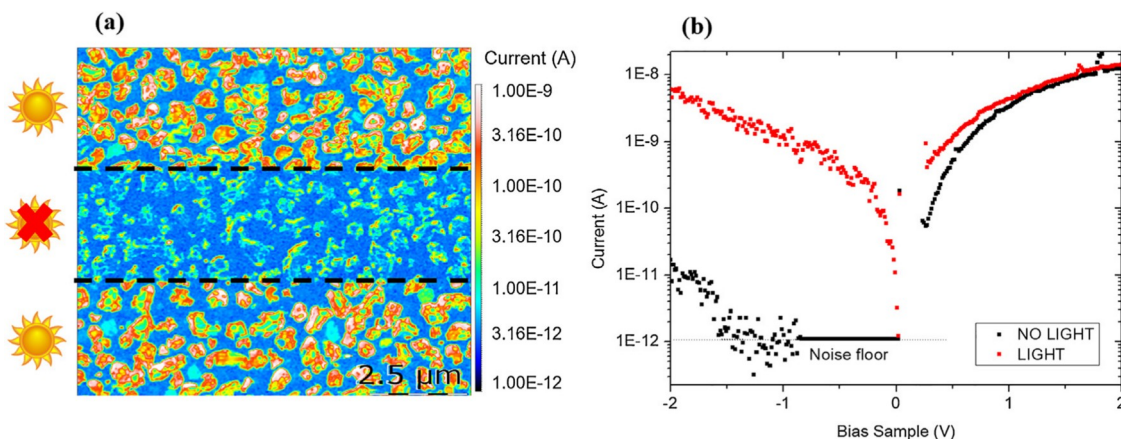 (a)
Current (A)
1.00E-9
3.16E-10
1.00E-10
3.16E-10
1.00E-11
3.16E-12
1.00E-12
2.5 µm
(b)
Current (A)
1E-8
1E-9
1E-10
1E-11
1E-12
Noise floor
NO LIGHT
LIGHT
-2
-1
0
1
2
Bias Sample (V)